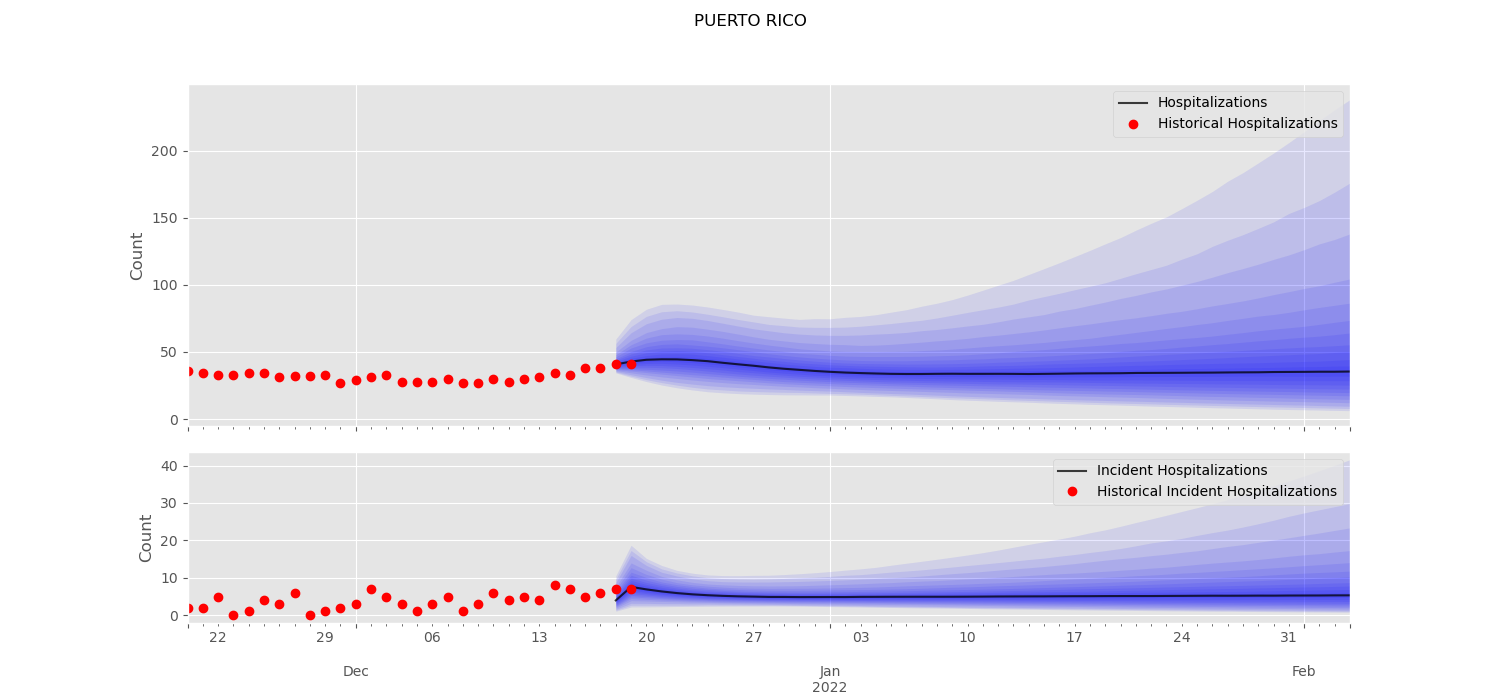 PUERTO RICO
Hospitalizations
Historical Hospitalizations
200
150
100
50
0
Count
Incident Hospitalizations
Historical Incident Hospitalizations
40
30
20
10
0
Count
22 29 06 13 20 27 03 10 17 24 31
Dec Jan Feb
2022